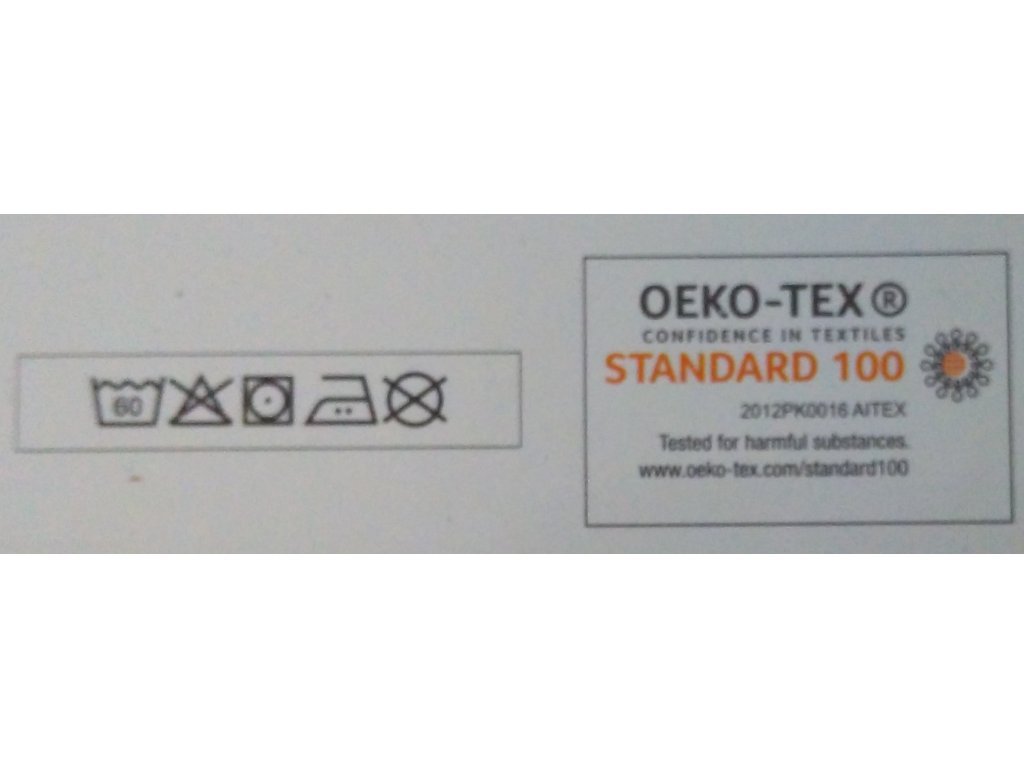 60
OEKO-TEX®
CONFIDENCE IN TEXTILES
STANDARD 100
2012PK0016 AITEX
Tested for harmful substances.
www.oeko-tex.com/standard100